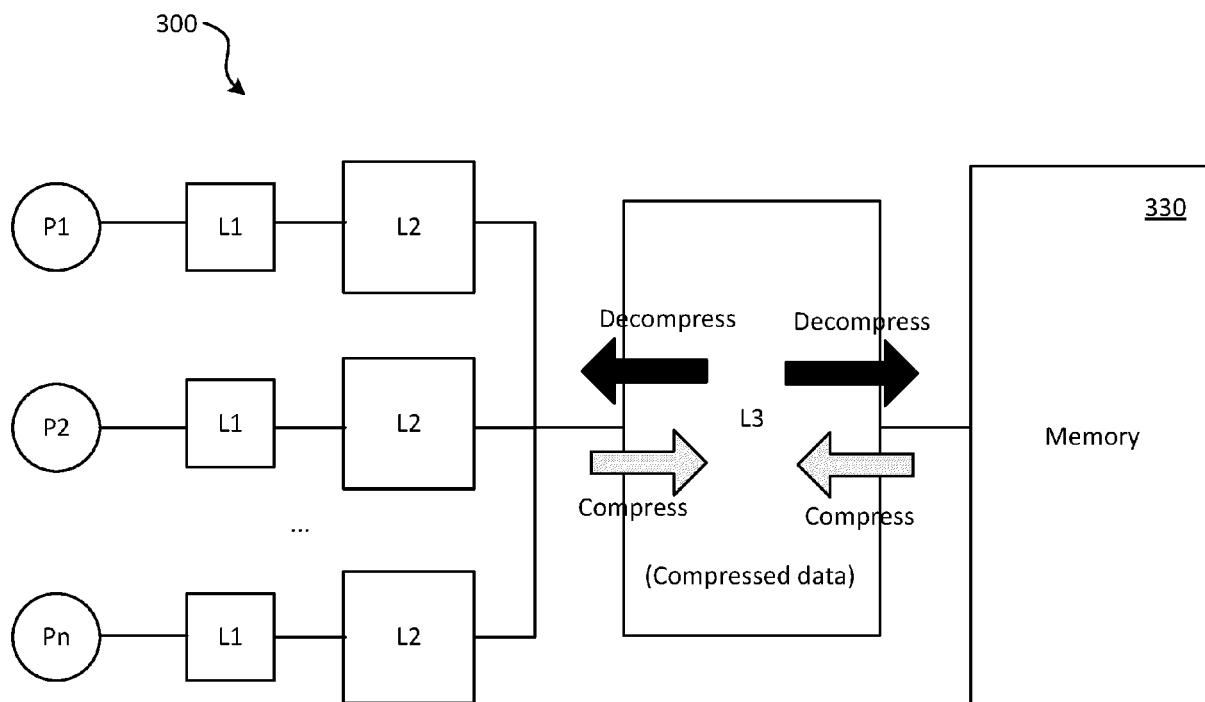 300
330
P1
L1
L2
Decompress
Decompress
P2
L1
L2
L3
Memory
Compress
Compress
...
(Compressed data)
Pn
L1
L2